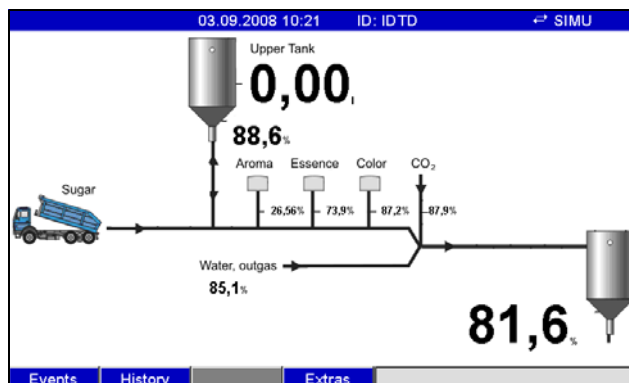 03.09.2008 10:21 ID: IDTD ⇄ SIMU
Upper Tank
0,00 l
88,6 %
Aroma Essence Color CO₂
Sugar
26,56% 73,9% 87,2% 87,9%
Water, outgas
85,1 %
81,6 %
Events History Extras